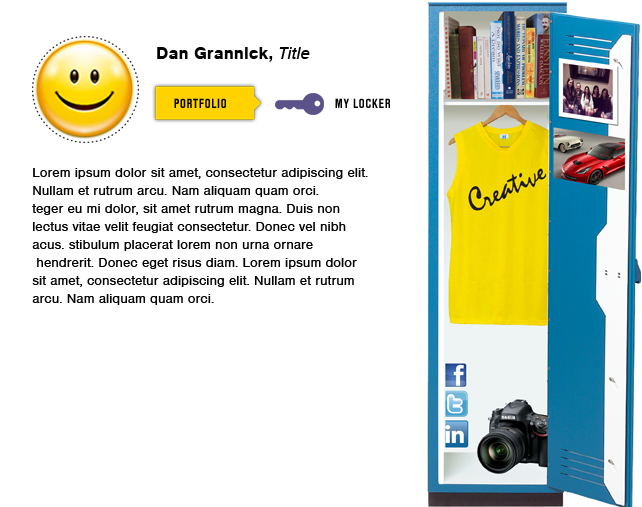 Dan Grannick, Title
PORTFOLIO
MY LOCKER
Lorem ipsum dolor sit amet, consectetur adipiscing elit.
Nullam et rutrum arcu. Nam aliquam quam orci.
teger eu mi dolor, sit amet rutrum magna. Duis non
lectus vitae velit feugiat consectetur. Donec vel nibh
acus. stibulum placerat lorem non urna ornare
hendrerit. Donec eget risus diam. Lorem ipsum dolor
sit amet, consectetur adipiscing elit. Nullam et rutrum
arcu. Nam aliquam quam orci.
Creative
f
t
in